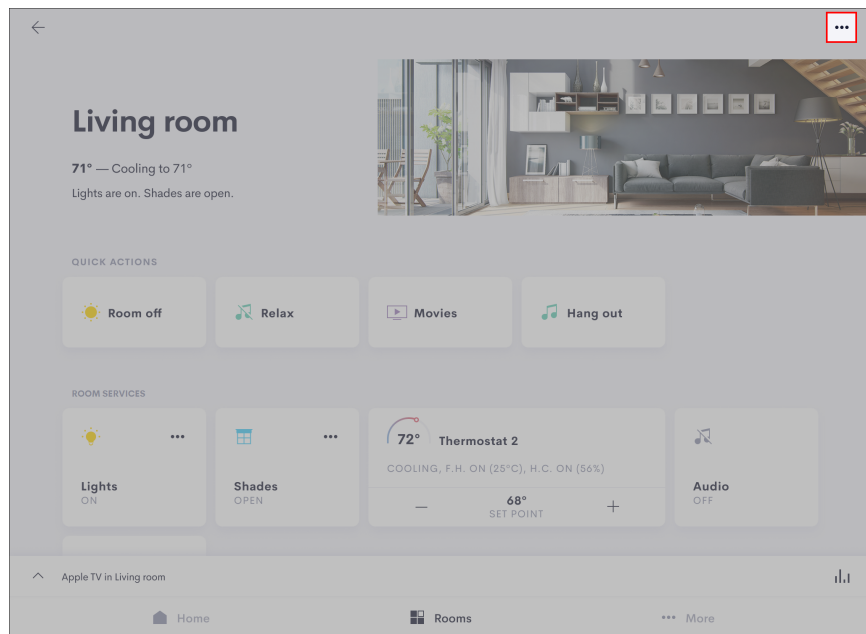 Living room
71° — Cooling to 71°
Lights are on. Shades are open.
QUICK ACTIONS
Room off
Relax
Movies
Hang out
ROOM SERVICES
Lights
ON
Shades
OPEN
72°
Thermostat 2
COOLING, F.H. ON (25°C), H.C. ON (56%)
— 68° +
SET POINT
Audio
OFF
Apple TV in Living room
Home
Rooms
More